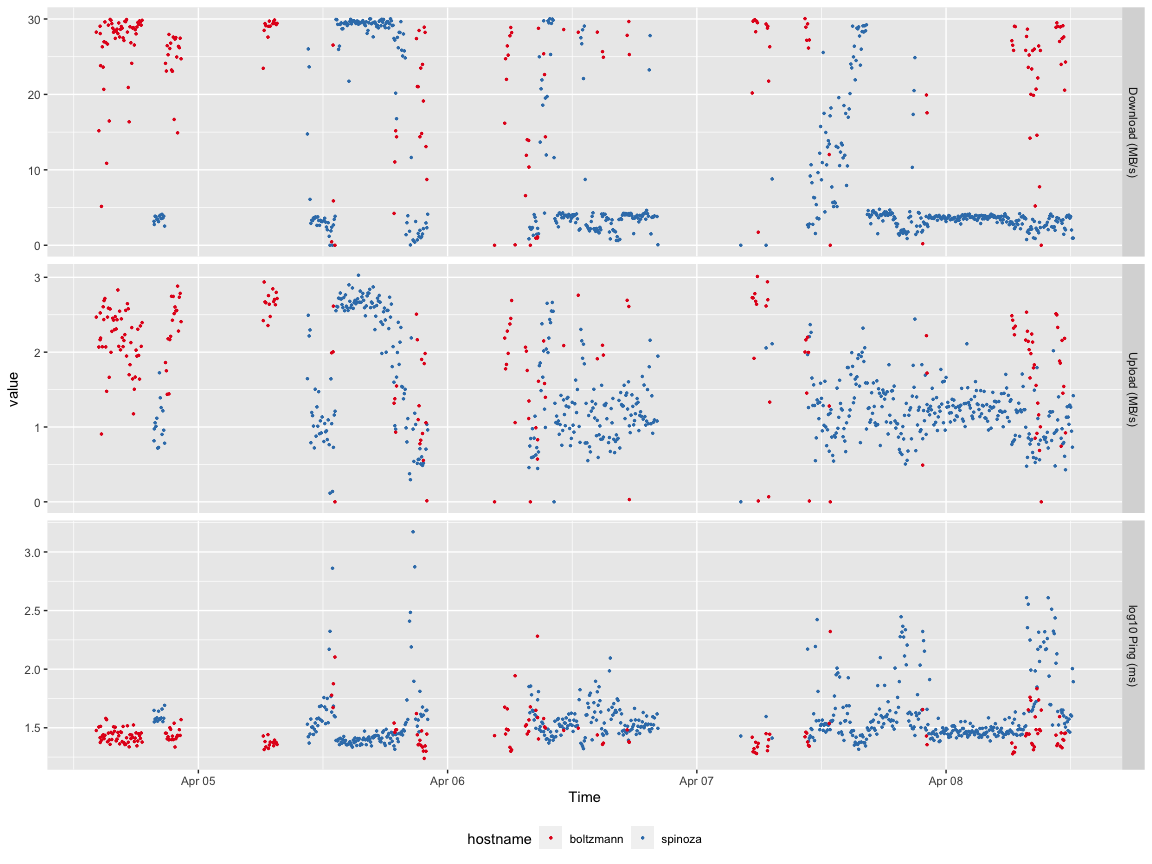 30
20
10
0
Download (MB/s)
3
2
1
0
Upload (MB/s)
value
3.0
2.5
2.0
1.5
log10 Ping (ms)
Apr 05
Apr 06
Apr 07
Apr 08
Time
hostname boltzmann spinoza